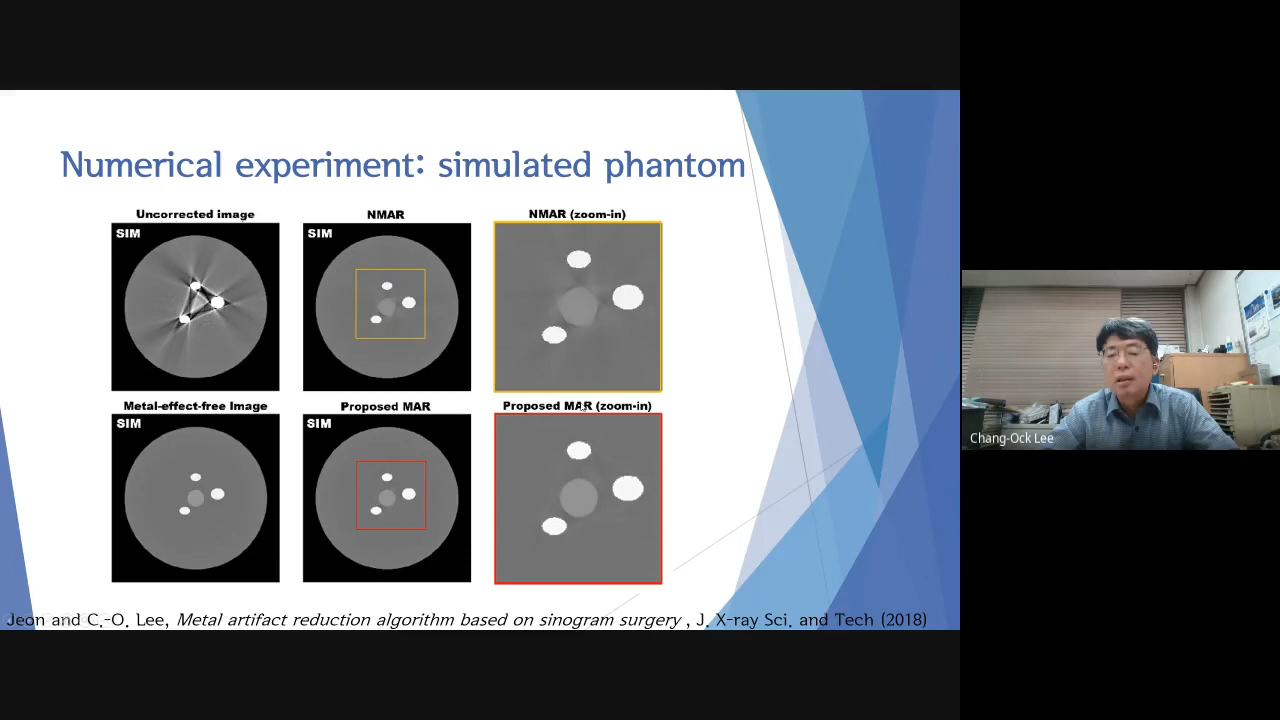 Numerical experiment: simulated phantom
Uncorrected image
NMAR
NMAR (zoom-in)
SIM
SIM
Metal-effect-free Image
Proposed MAR
Proposed MAR (zoom-in)
SIM
SIM
Jeon and C.-O. Lee, Metal artifact reduction algorithm based on sinogram surgery , J. X-ray Sci. and Tech (2018)
Chang-Ock Lee